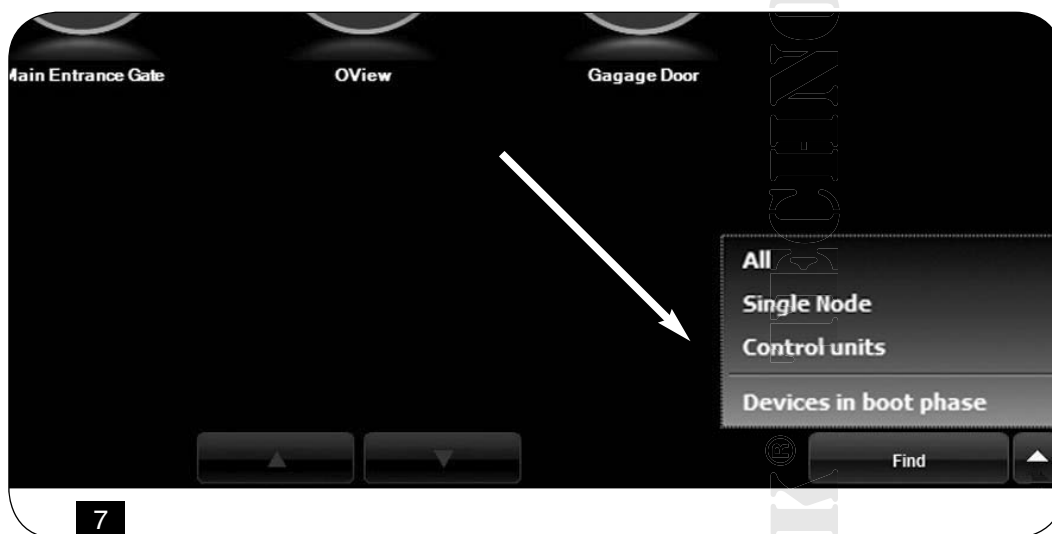 Main Entrance Gate
OView
Gagage Door
All
Single Node
Control units
Devices in boot phase
Find
7
®